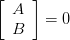 [ A
B ] = 0